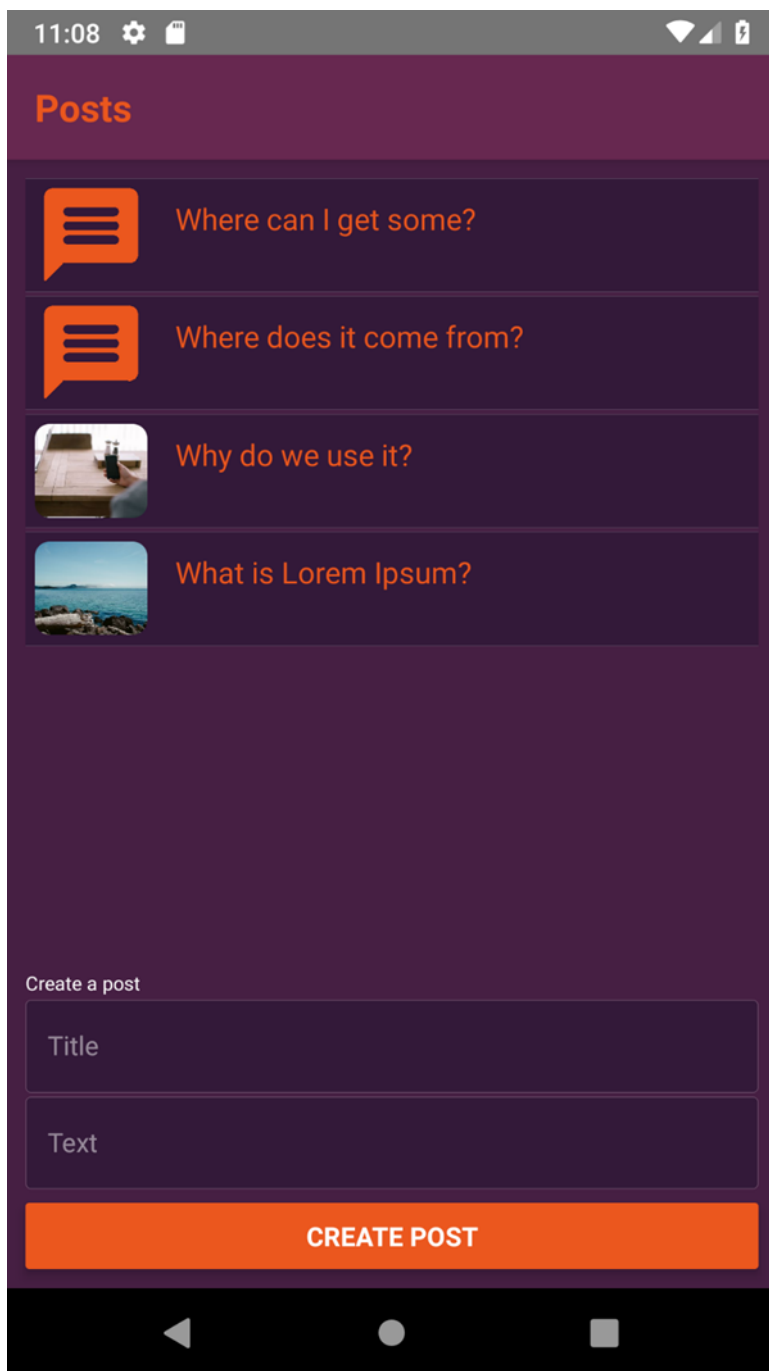 11:08
Posts
Where can I get some?
Where does it come from?
Why do we use it?
What is Lorem Ipsum?
Create a post
Title
Text
CREATE POST